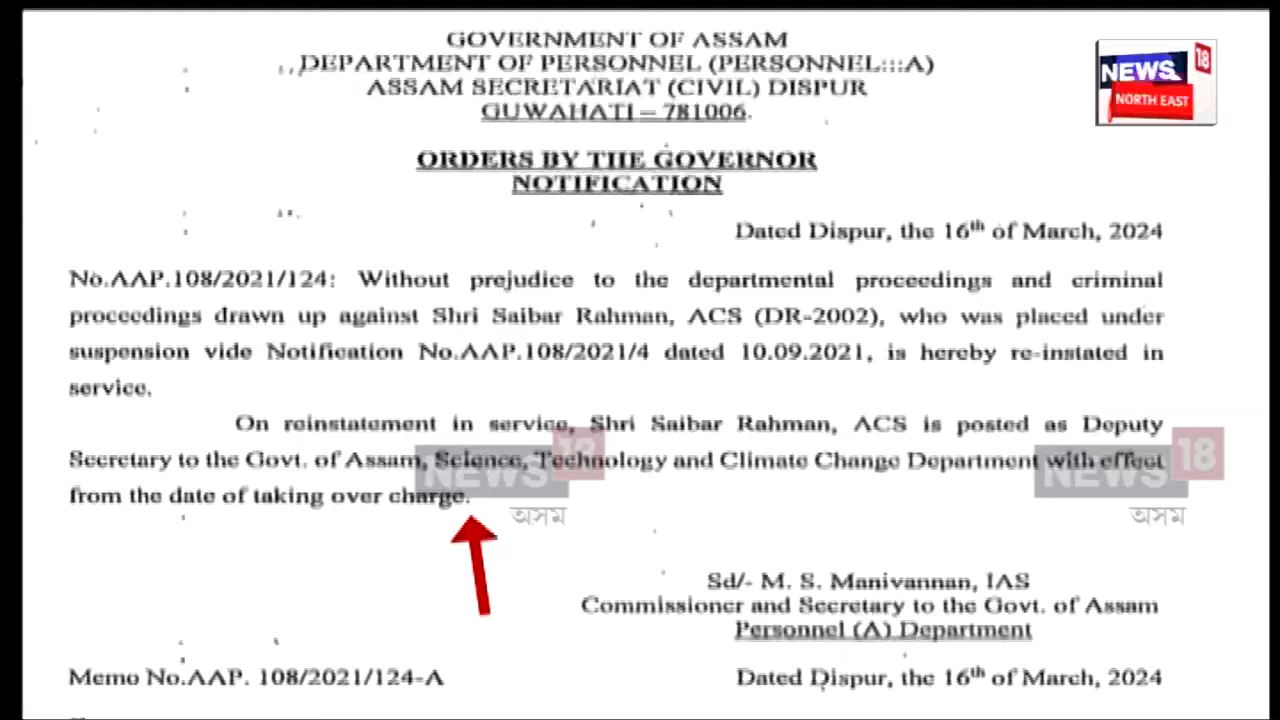 GOVERNMENT OF ASSAM
DEPARTMENT OF PERSONNEL (PERSONNEL:::A)
ASSAM SECRETARIAT (CIVIL) DISPUR
GUWAHATI – 781006.
NEWS 18
NORTH EAST
ORDERS BY THE GOVERNOR
NOTIFICATION
Dated Dispur, the 16th of March, 2024
No.AAP.108/2021/124: Without prejudice to the departmental proceedings and criminal
proceedings drawn up against Shri Saibar Rahman, ACS (DR-2002), who was placed under
suspension vide Notification No.AAP.108/2021/4 dated 10.09.2021, is hereby re-instated in
service.
On reinstatement in service, Shri Saibar Rahman, ACS is posted as Deputy
Secretary to the Govt. of Assam, Science, Technology and Climate Change Department with effect
from the date of taking over charge.
NEWS 18
অসম
NEWS 18
অসম
Sd/- M. S. Manivannan, IAS
Commissioner and Secretary to the Govt. of Assam
Personnel (A) Department
Memo No.AAP. 108/2021/124-A
Dated Dispur, the 16th of March, 2024